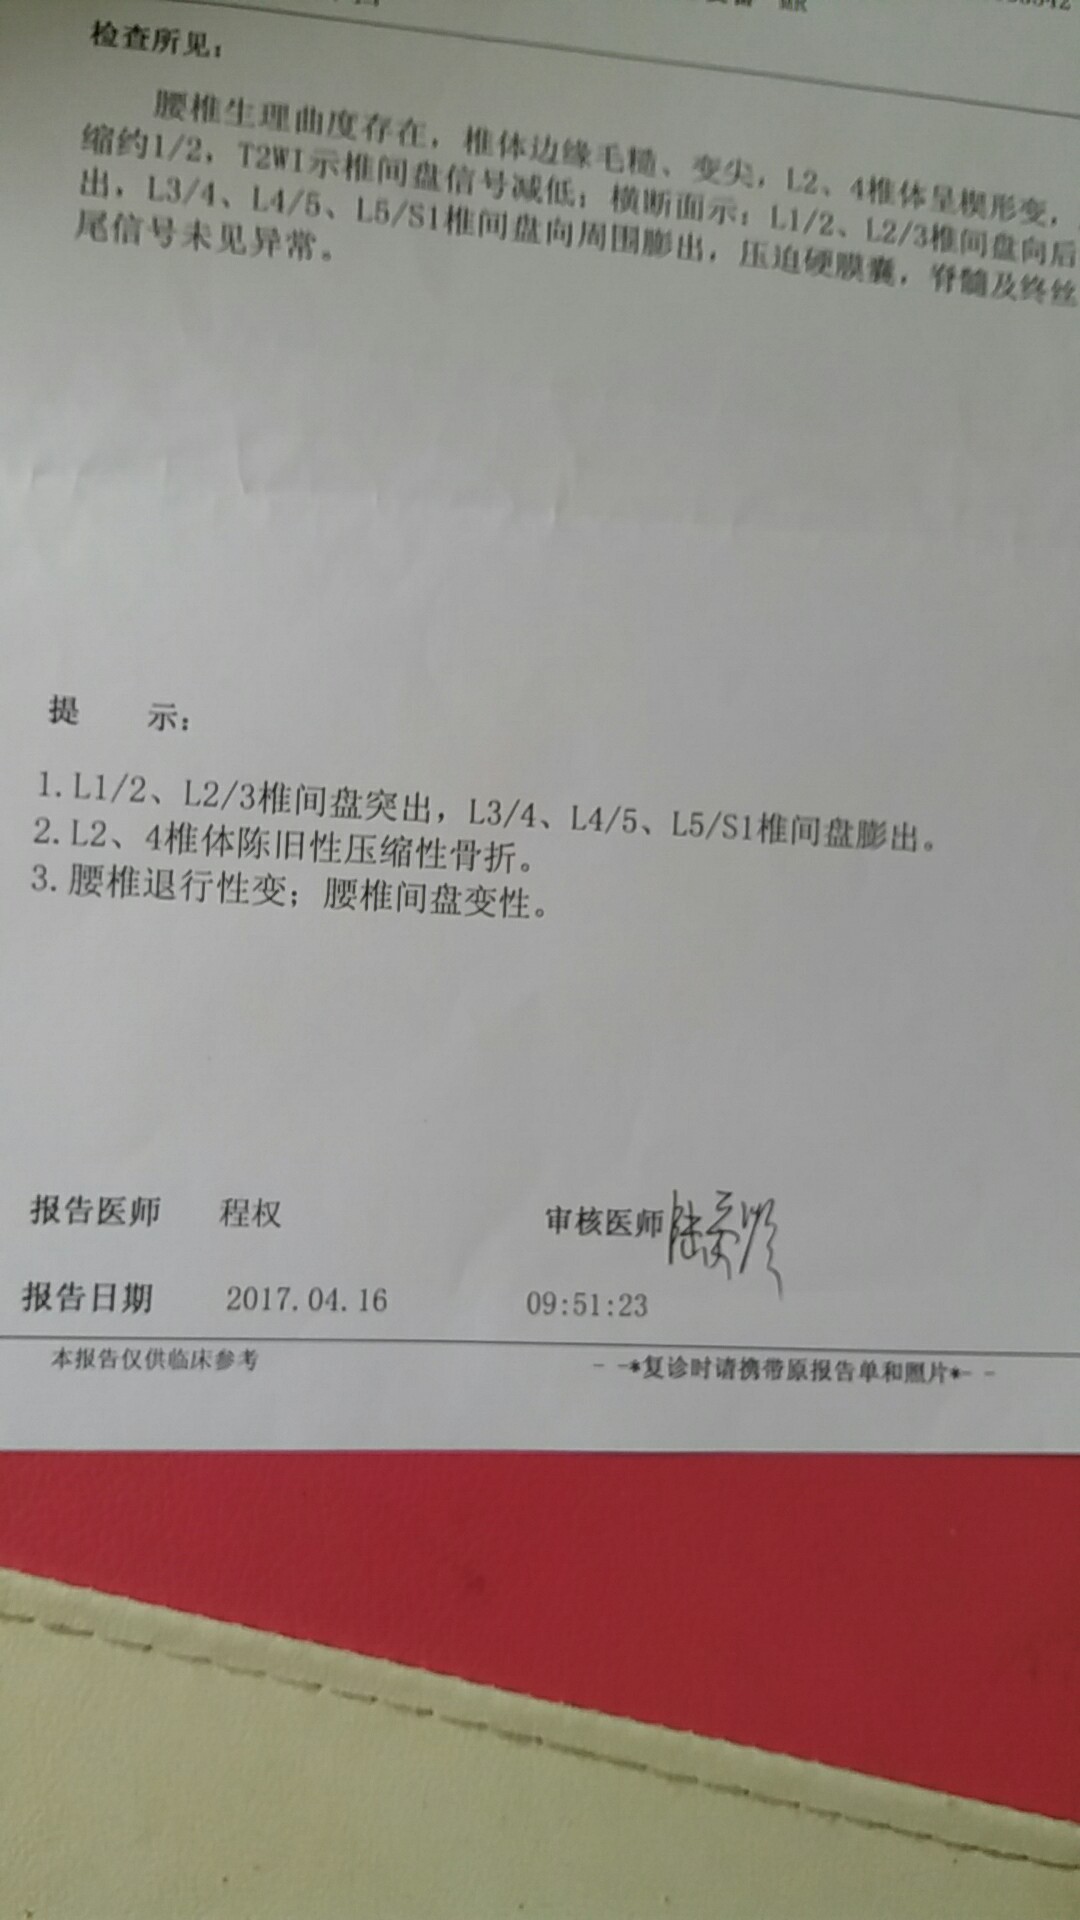 检查所见：
腰椎生理曲度存在，椎体边缘毛糙、变尖，L2、4椎体呈楔形变，
缩约1/2，T2WI示椎间盘信号减低；横断面示：L1/2、L2/3椎间盘向后
出，L3/4、L4/5、L5/S1椎间盘向周围膨出，压迫硬膜囊，脊髓及终丝
尾信号未见异常。
提 示：
1.L1/2、L2/3椎间盘突出，L3/4、L4/5、L5/S1椎间盘膨出。
2.L2、4椎体陈旧性压缩性骨折。
3.腰椎退行性变；腰椎间盘变性。
报告医师 程权 审核医师
报告日期 2017.04.16 09:51:23
本报告仅供临床参考 - -*复诊时请携带原报告单和照片*- -